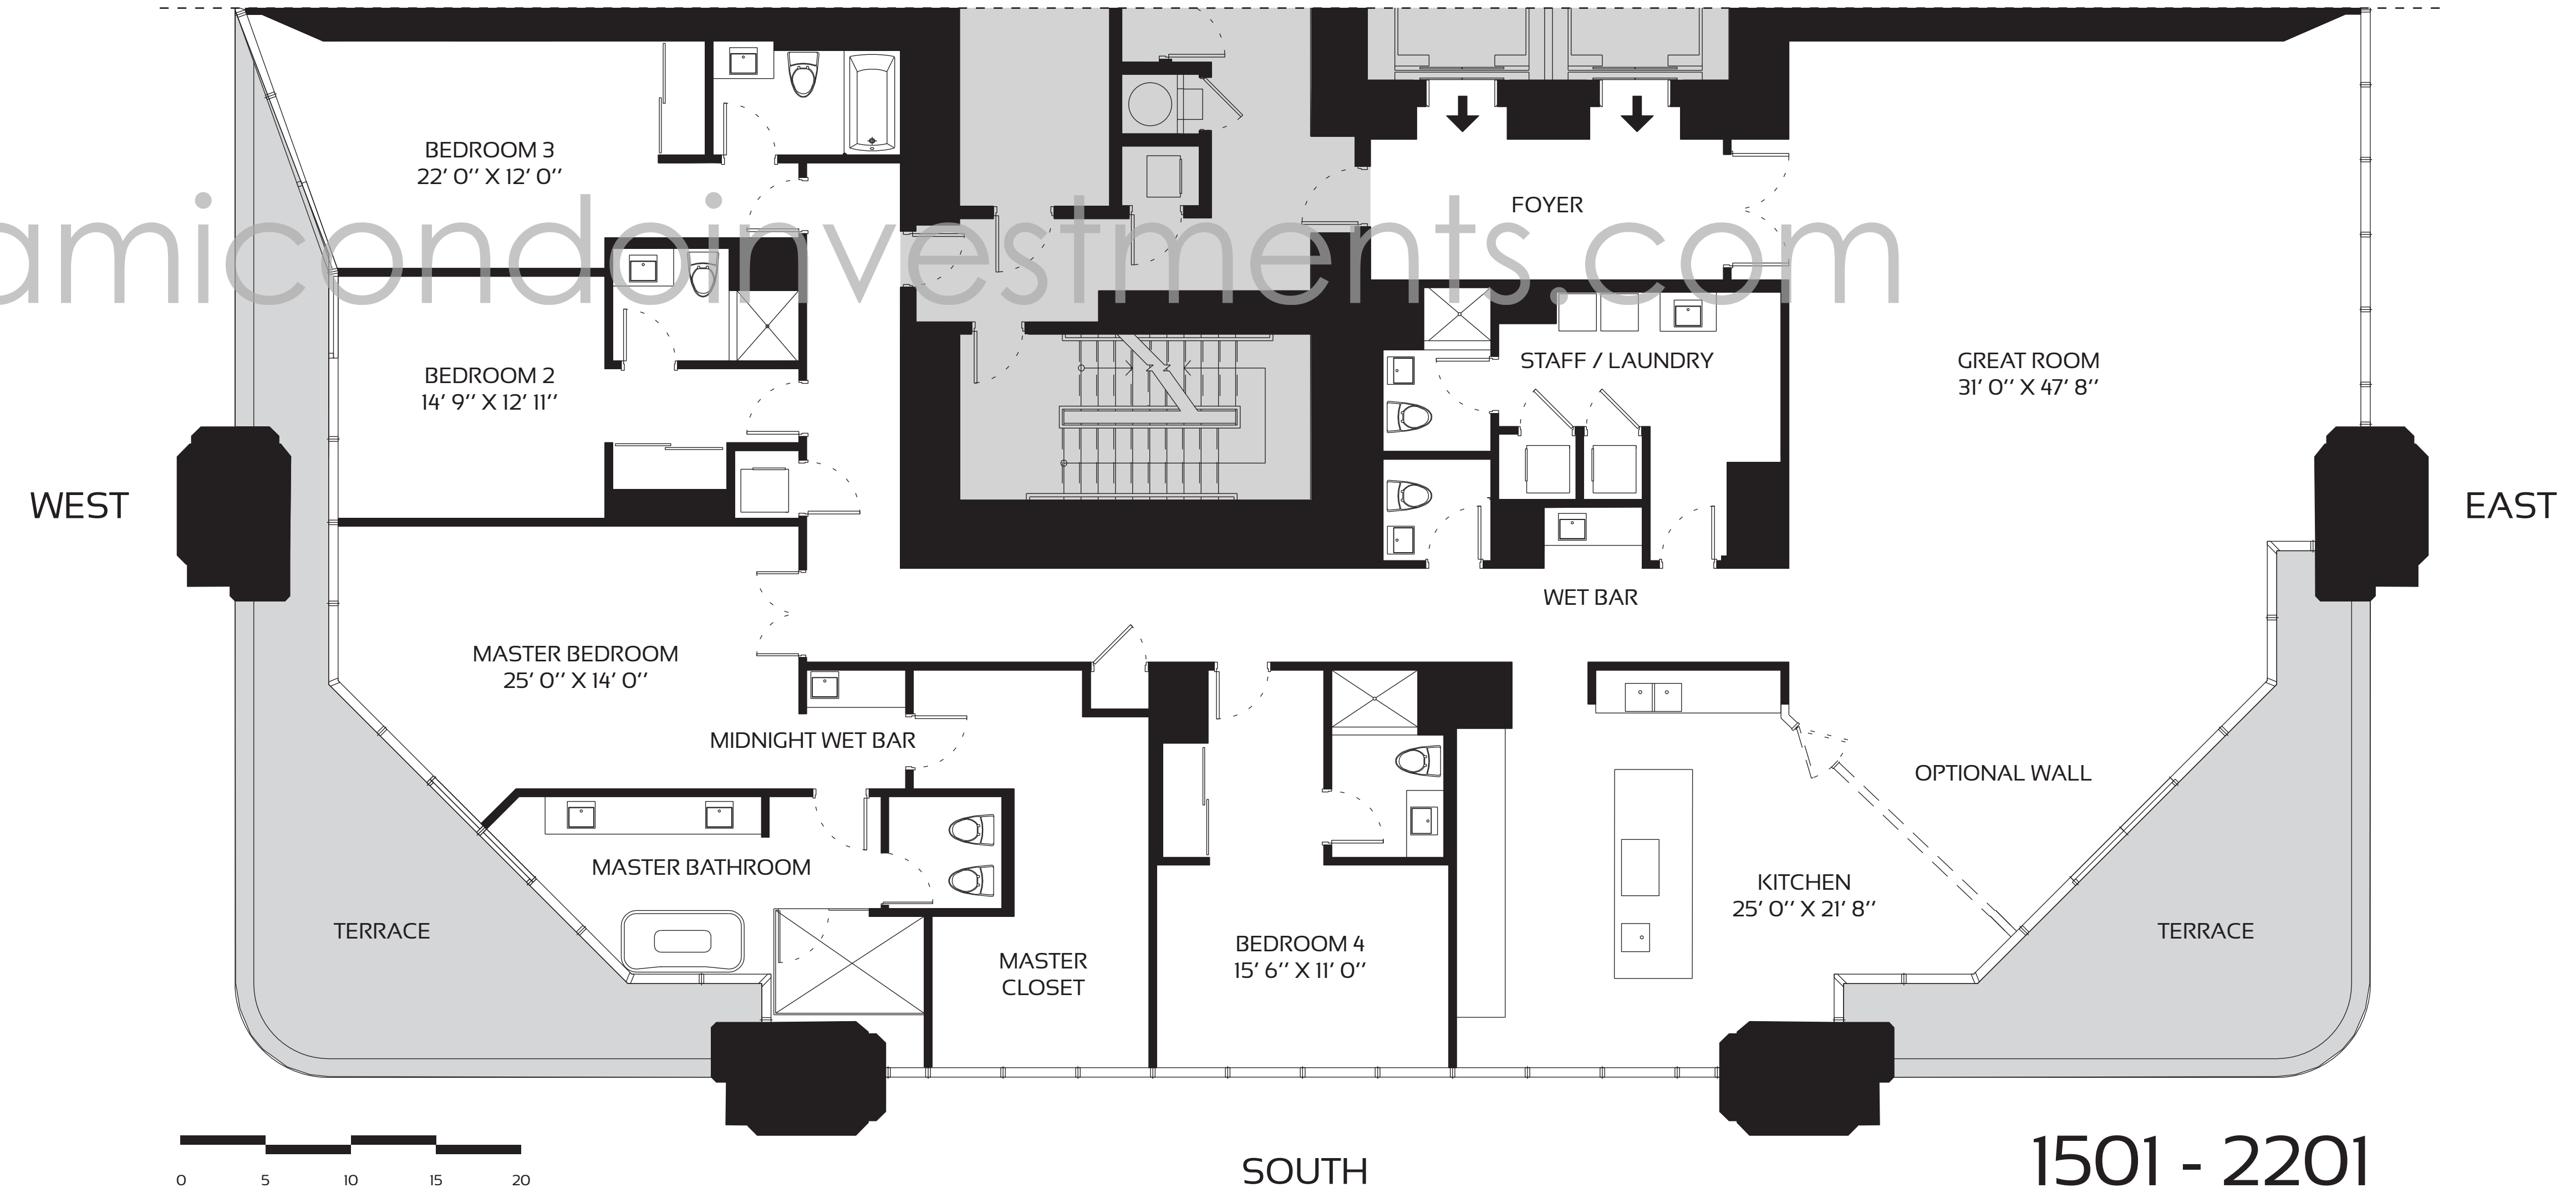 BEDROOM 3
22' 0'' X 12' 0''
FOYER
amicondoinvestments.com
BEDROOM 2
14' 9'' X 12' 11''
STAFF / LAUNDRY
GREAT ROOM
31' 0'' X 47' 8''
WEST
EAST
WET BAR
MASTER BEDROOM
25' 0'' X 14' 0''
MIDNIGHT WET BAR
OPTIONAL WALL
MASTER BATHROOM
KITCHEN
25' 0'' X 21' 8''
TERRACE
TERRACE
BEDROOM 4
15' 6'' X 11' 0''
MASTER
CLOSET
0 5 10 15 20
SOUTH
1501 - 2201